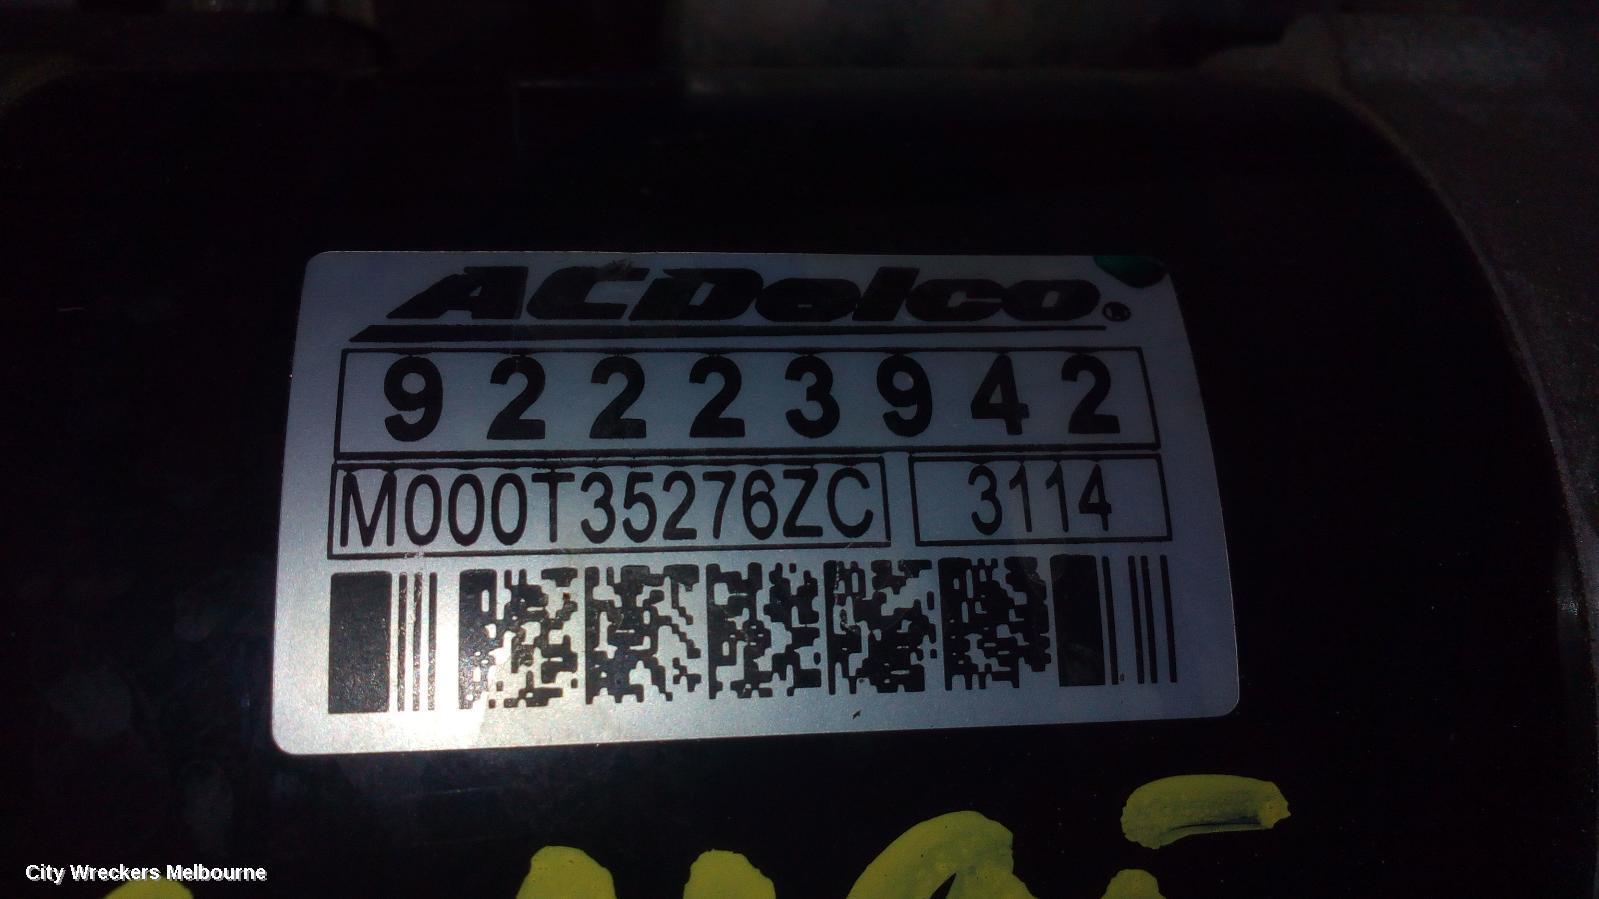 ACDelco
92223942
M000T35276ZC 3114
City Wreckers Melbourne